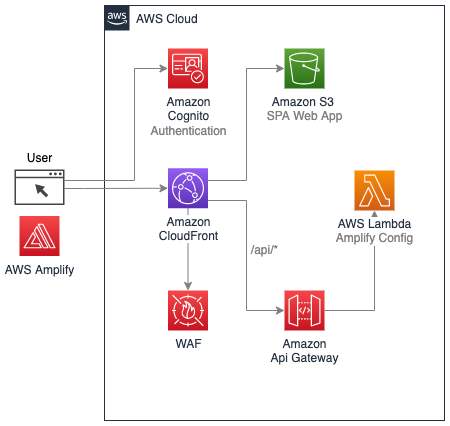 aws
AWS Cloud
Amazon
Cognito
Authentication
Amazon S3
SPA Web App
User
Amazon
CloudFront
AWS Lambda
Amplify Config
AWS Amplify
/api/*
WAF
Amazon
Api Gateway